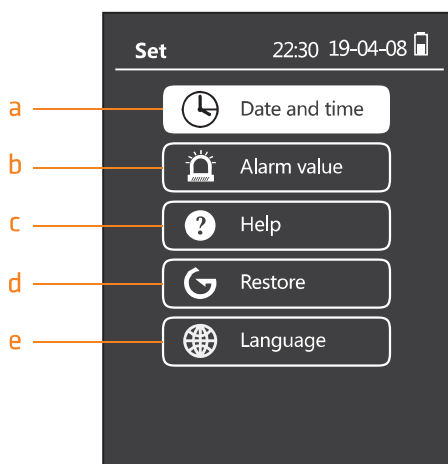 Set 22:30 19-04-08
a Date and time
b Alarm value
c ? Help
d Restore
e Language